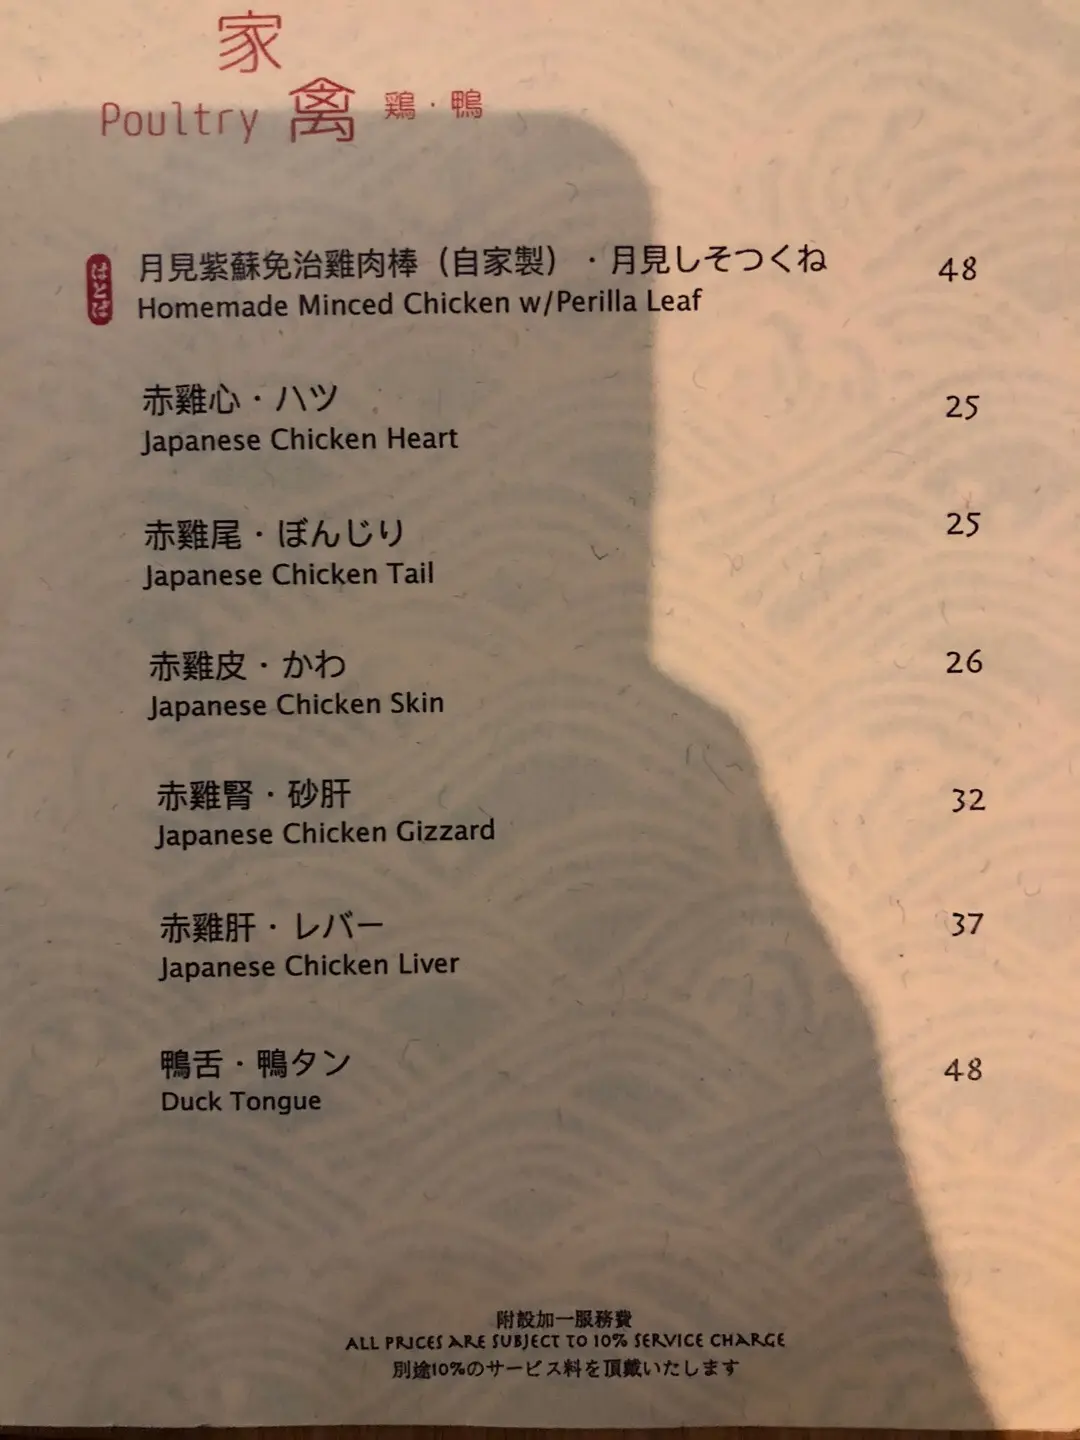 家
Poultry 禽 鶏・鴨
はとば
月見紫蘇免治雞肉棒（自家製）・月見しそつくね 48
Homemade Minced Chicken w/Perilla Leaf
赤雞心・ハツ 25
Japanese Chicken Heart
赤雞尾・ぼんじり 25
Japanese Chicken Tail
赤雞皮・かわ 26
Japanese Chicken Skin
赤雞腎・砂肝 32
Japanese Chicken Gizzard
赤雞肝・レバー 37
Japanese Chicken Liver
鴨舌・鴨タン 48
Duck Tongue
附設加一服務費
ALL PRICES ARE SUBJECT TO 10% SERVICE CHARGE
別途10%のサービス料を頂戴いたします